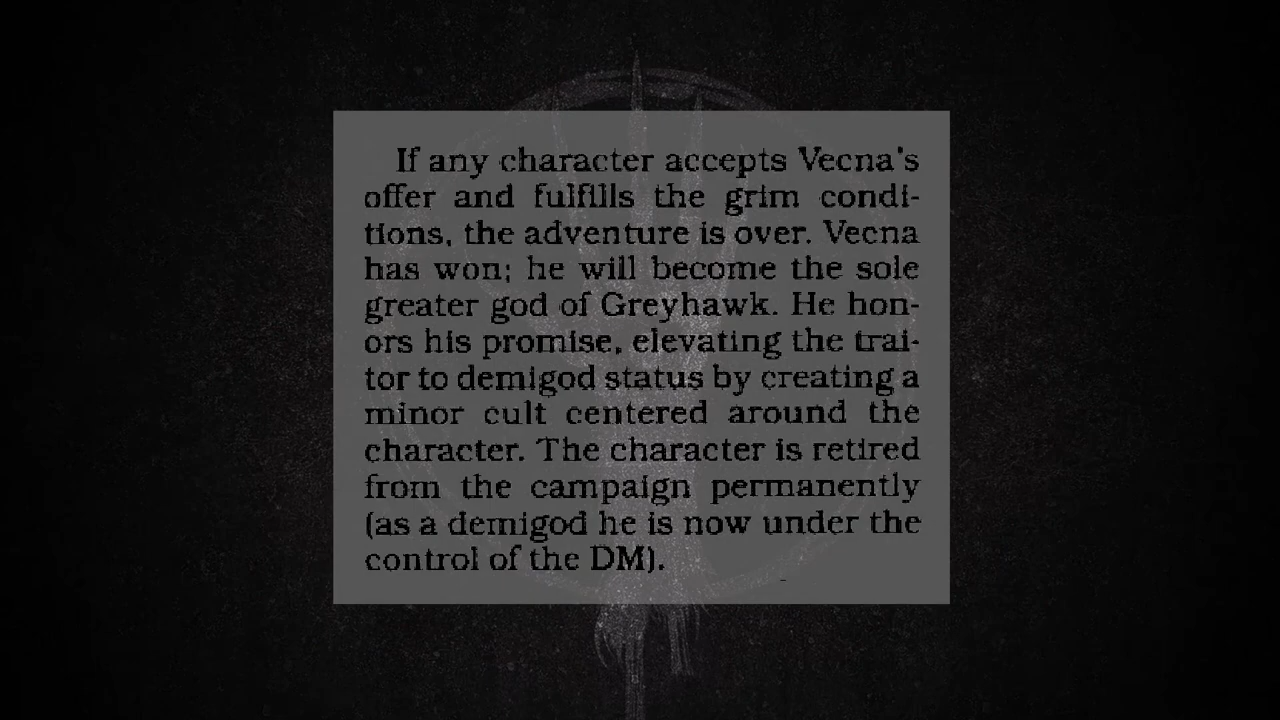 If any character accepts Vecna's
offer and fulfills the grim condi-
tions, the adventure is over. Vecna
has won; he will become the sole
greater god of Greyhawk. He hon-
ors his promise, elevating the trai-
tor to demigod status by creating a
minor cult centered around the
character. The character is retired
from the campaign permanently
(as a demigod he is now under the
control of the DM).